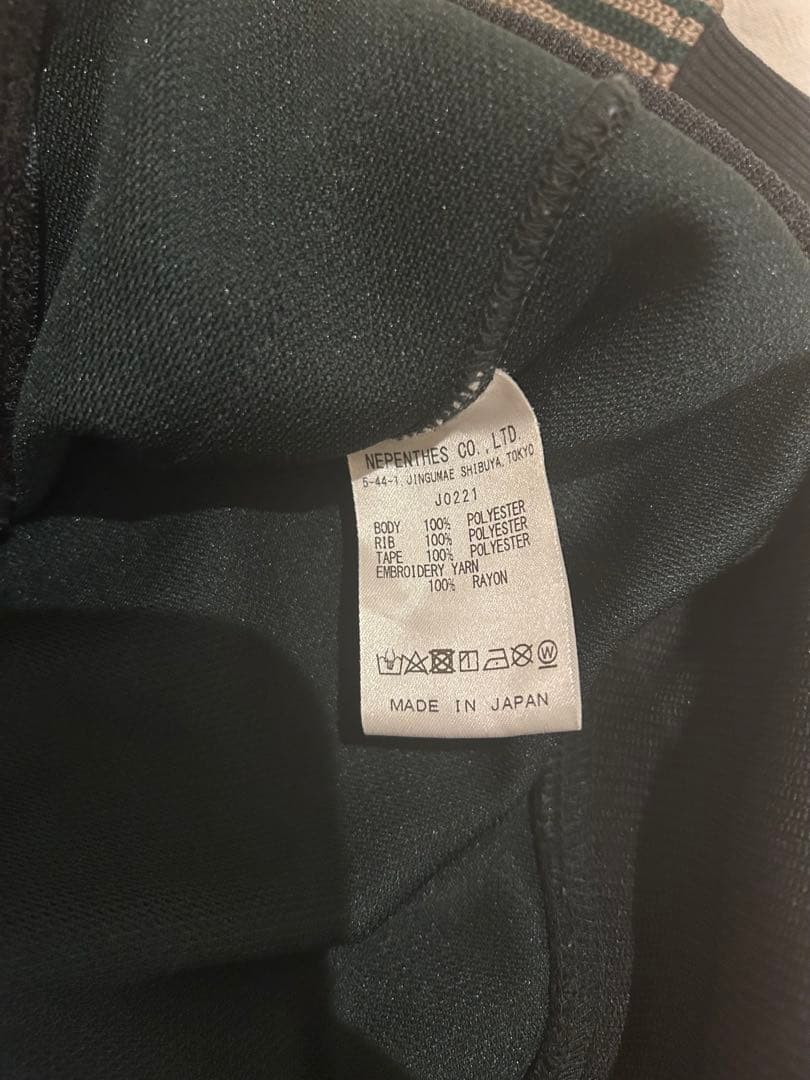 NEPENTHES CO.,LTD.
5-44-1, JINGUMAE SHIBUYA, TOKYO
J0221
BODY 100% POLYESTER
RIB 100% POLYESTER
TAPE 100% POLYESTER
EMBROIDERY YARN
100% RAYON
W
MADE IN JAPAN